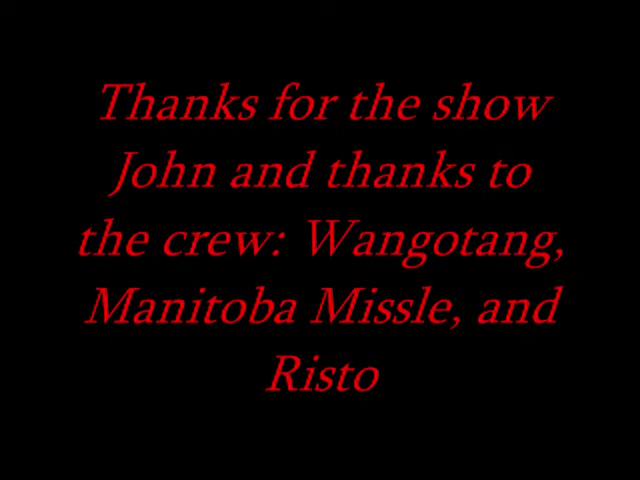 Thanks for the show
John and thanks to
the crew: Wangotang,
Manitoba Missle, and
Risto